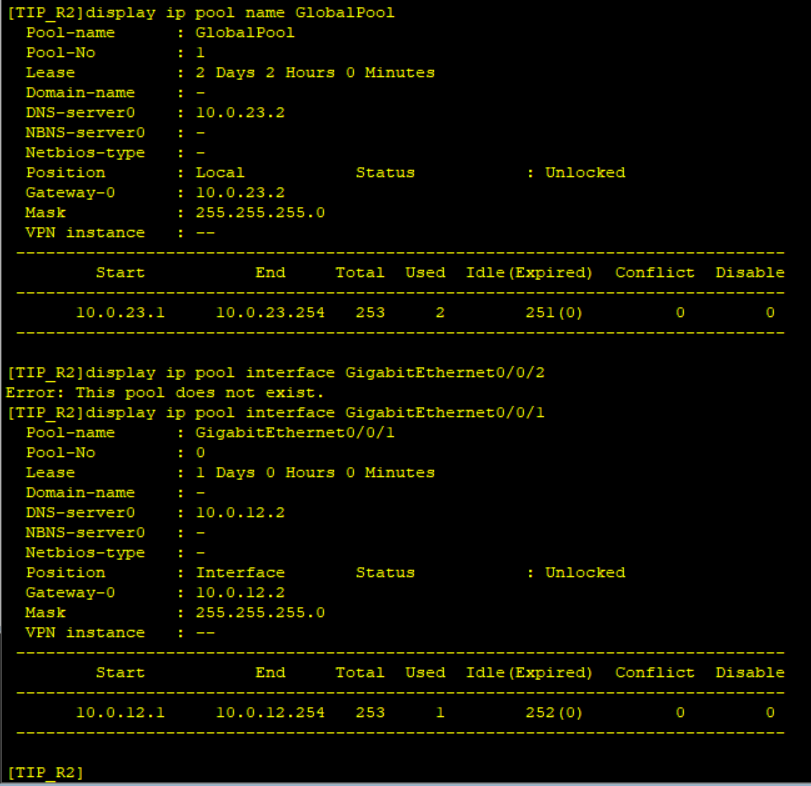 [TIP_R2]display ip pool name GlobalPool
  Pool-name      : GlobalPool
  Pool-No        : 1
  Lease          : 2 Days 2 Hours 0 Minutes
  Domain-name    : -
  DNS-server0    : 10.0.23.2
  NBNS-server0   : -
  Netbios-type   : -
  Position       : Local           Status           : Unlocked
  Gateway-0      : 10.0.23.2
  Mask           : 255.255.255.0
  VPN instance   : --
 -----------------------------------------------------------------------------
         Start           End     Total  Used  Idle(Expired)  Conflict  Disable
 -----------------------------------------------------------------------------
       10.0.23.1     10.0.23.254   253     2        251(0)         0        0
 -----------------------------------------------------------------------------
[TIP_R2]display ip pool interface GigabitEthernet0/0/2
Error: This pool does not exist.
[TIP_R2]display ip pool interface GigabitEthernet0/0/1
  Pool-name      : GigabitEthernet0/0/1
  Pool-No        : 0
  Lease          : 1 Days 0 Hours 0 Minutes
  Domain-name    : -
  DNS-server0    : 10.0.12.2
  NBNS-server0   : -
  Netbios-type   : -
  Position       : Interface       Status           : Unlocked
  Gateway-0      : 10.0.12.2
  Mask           : 255.255.255.0
  VPN instance   : --
 -----------------------------------------------------------------------------
         Start           End     Total  Used  Idle(Expired)  Conflict  Disable
 -----------------------------------------------------------------------------
       10.0.12.1     10.0.12.254   253     1        252(0)         0        0
 -----------------------------------------------------------------------------
[TIP_R2]